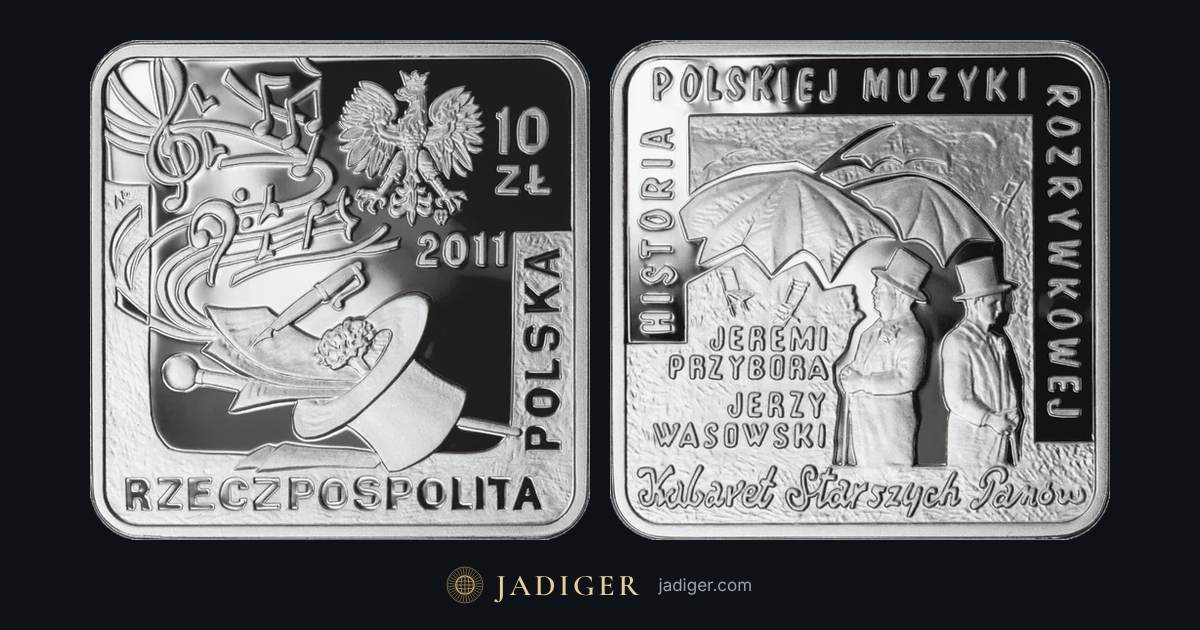 10
ZŁ
2011
POLSKA
RZECZPOSPOLITA
HISTORIA
POLSKIEJ MUZYKI
ROZRYWKOWEJ
JEREMI
PRZYBORA
JERZY
WASOWSKI
Kabaret Starszych Panów
JADIGER jadiger.com